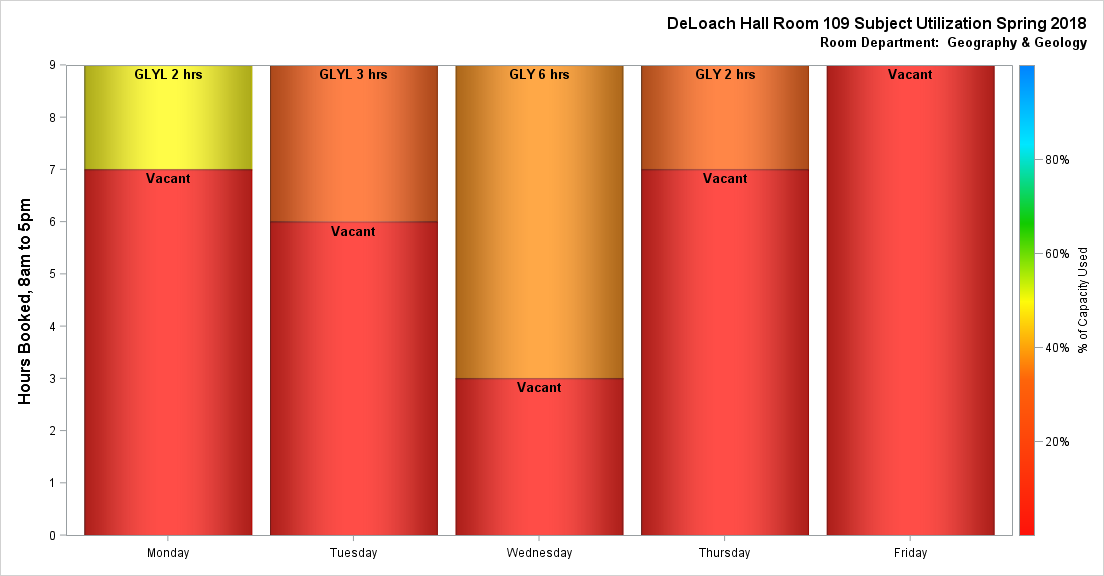 DeLoach Hall Room 109 Subject Utilization Spring 2018
Room Department: Geography & Geology
Hours Booked, 8am to 5pm
9
8
7
6
5
4
3
2
1
0
GLYL 2 hrs
Vacant
GLYL 3 hrs
Vacant
GLY 6 hrs
Vacant
GLY 2 hrs
Vacant
Vacant
Monday
Tuesday
Wednesday
Thursday
Friday
80%
60%
40%
20%
% of Capacity Used